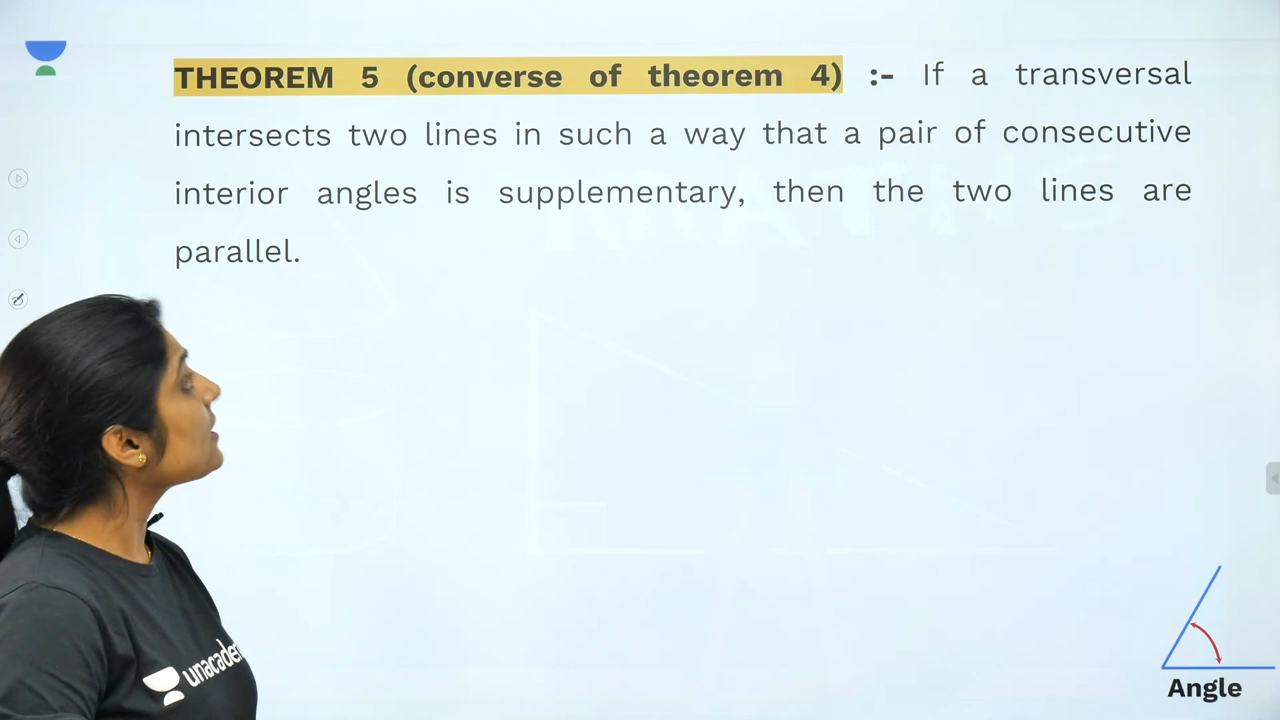 THEOREM 5 (converse of theorem 4) :- If a transversal
intersects two lines in such a way that a pair of consecutive
interior angles is supplementary, then the two lines are
parallel.
unacadem
Angle